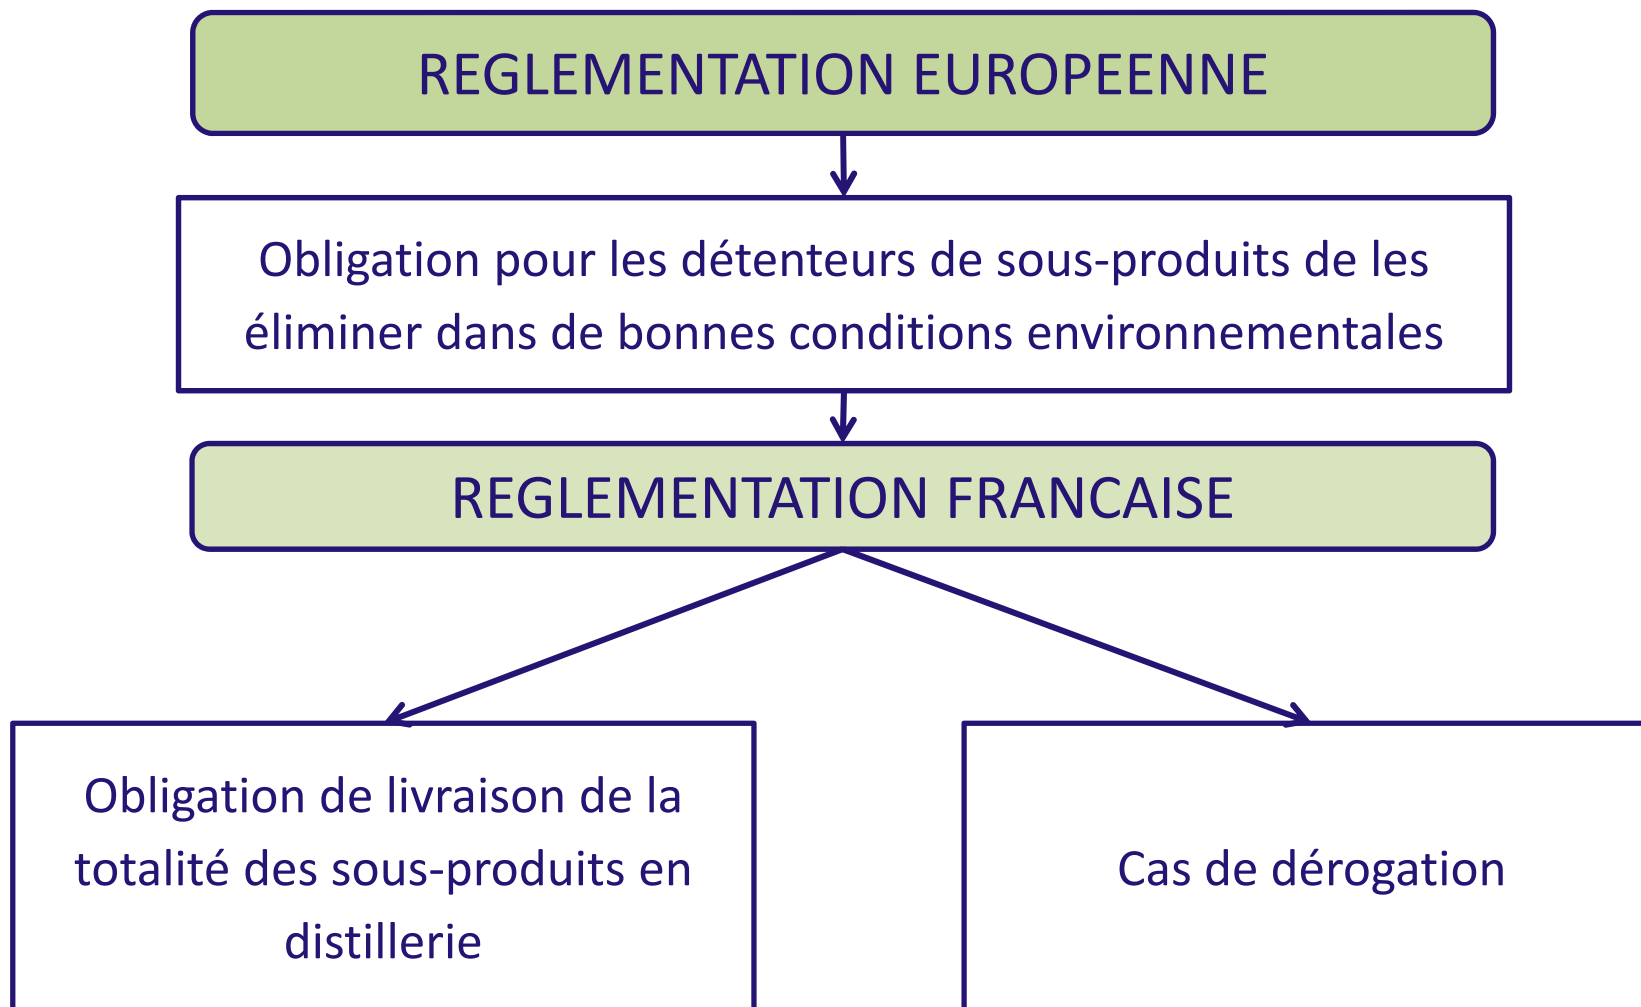 REGLEMENTATION EUROPEENNE
Obligation pour les détenteurs de sous-produits de les
éliminer dans de bonnes conditions environnementales
REGLEMENTATION FRANCAISE
Obligation de livraison de la
totalité des sous-produits en
distillerie
Cas de dérogation